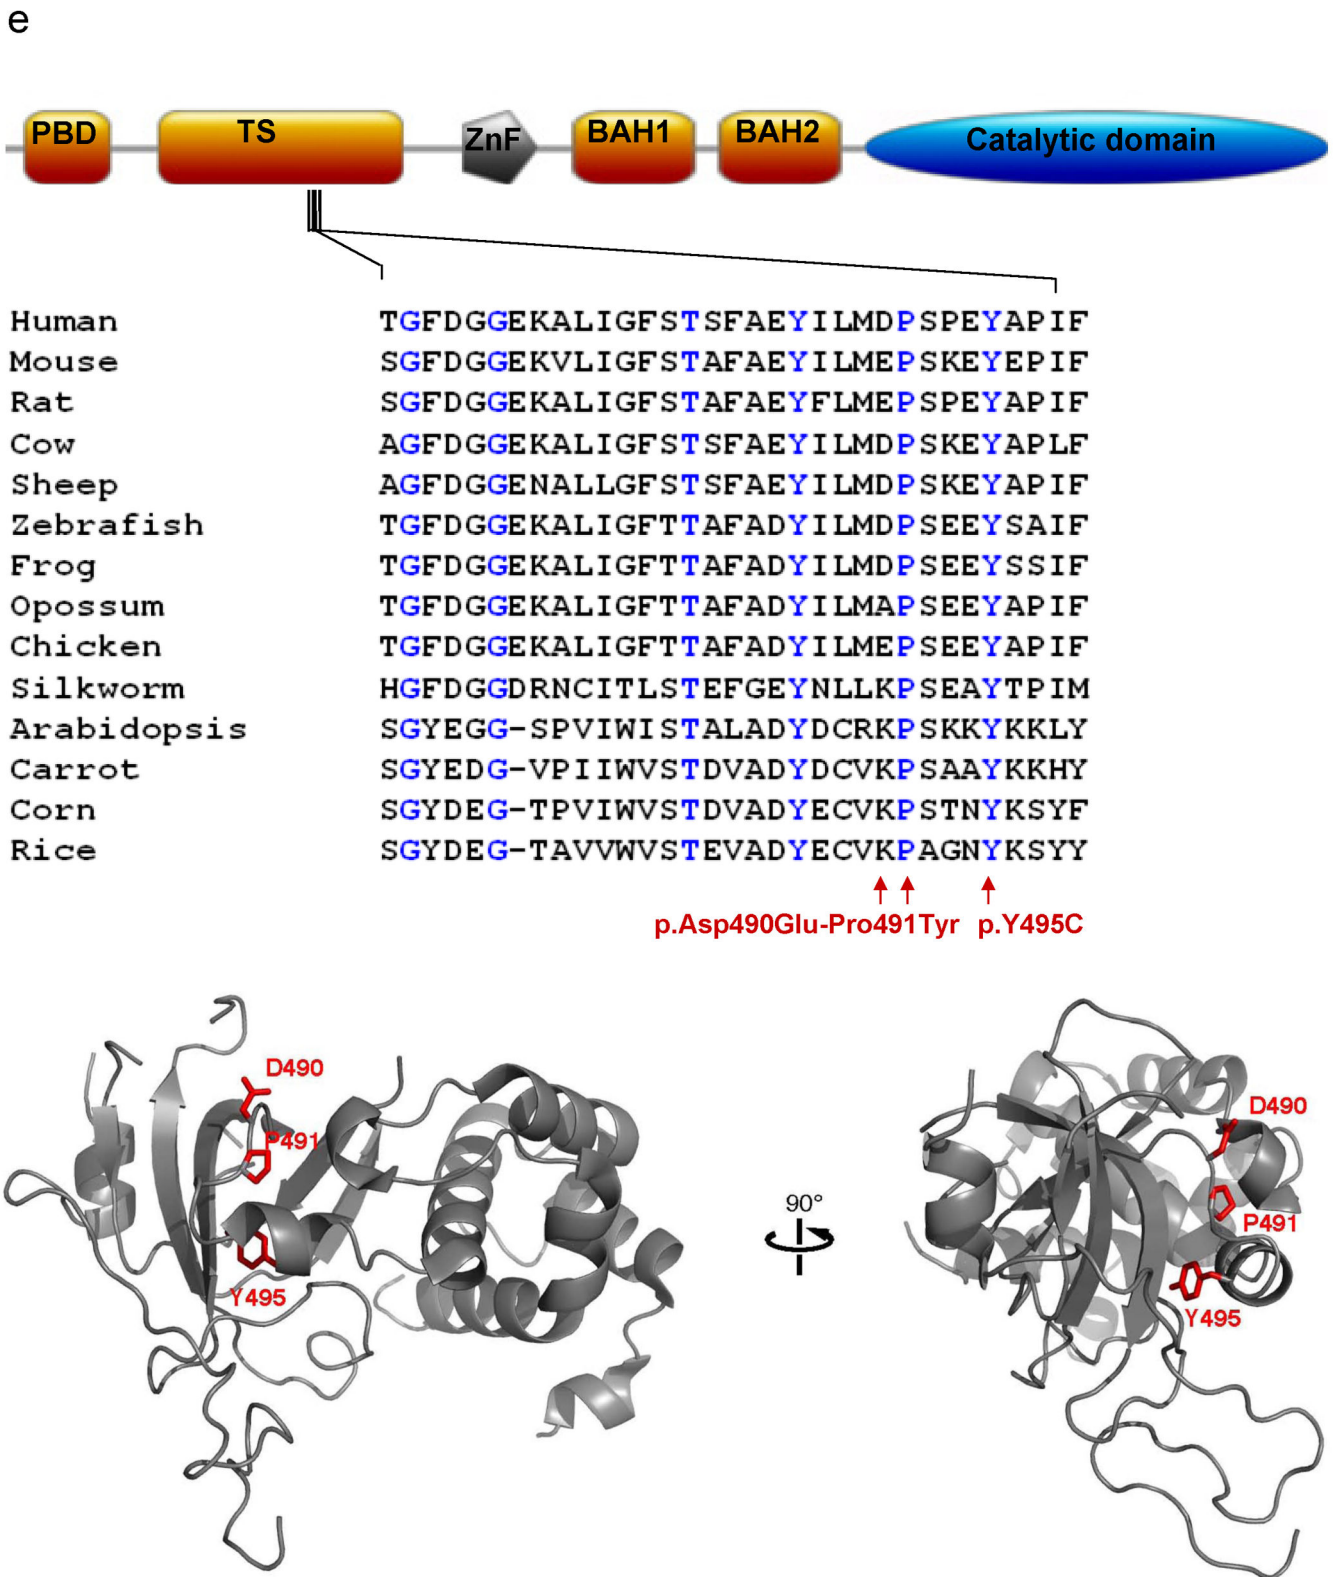 e
PBD TS ZnF BAH1 BAH2 Catalytic domain
Human TGFDGGEKALIGFSTSFAEYILMDPSPEYAPIF
Mouse SGFDGGEKVLIGFSTAFAEYILMEPSKEYEPIF
Rat SGFDGGEKALIGFSTAFAEYFLMEPSPEYAPIF
Cow AGFDGGEKALIGFSTSFAEYILMDPSKEYAPLF
Sheep AGFDGGENALLGFSTSFAEYILMDPSKEYAPIF
Zebrafish TGFDGGEKALIGFTTAFADYILMDPSEEYSAIF
Frog TGFDGGEKALIGFTTAFADYILMDPSEEYSSIF
Opossum TGFDGGEKALIGFTTAFADYILMAPSEEYAPIF
Chicken TGFDGGEKALIGFTTAFADYILMEPSEEYAPIF
Silkworm HGFDGGDRNCITLSTEFGEYNLLKPSEAYTPIM
Arabidopsis SGYEGG-SPVIWISTALADYDCRKPSKKYKKLY
Carrot SGYEDG-VPIIWVSTDVADYDCVKPSAAYKKHY
Corn SGYDEG-TPVIWVSTDVADYECVKPSTNYKSYF
Rice SGYDEG-TAVVWVSTEVADYECVKPAGNYKSYY
p.Asp490Glu-Pro491Tyr p.Y495C
D490
P491
Y495
90°
D490
P491
Y495